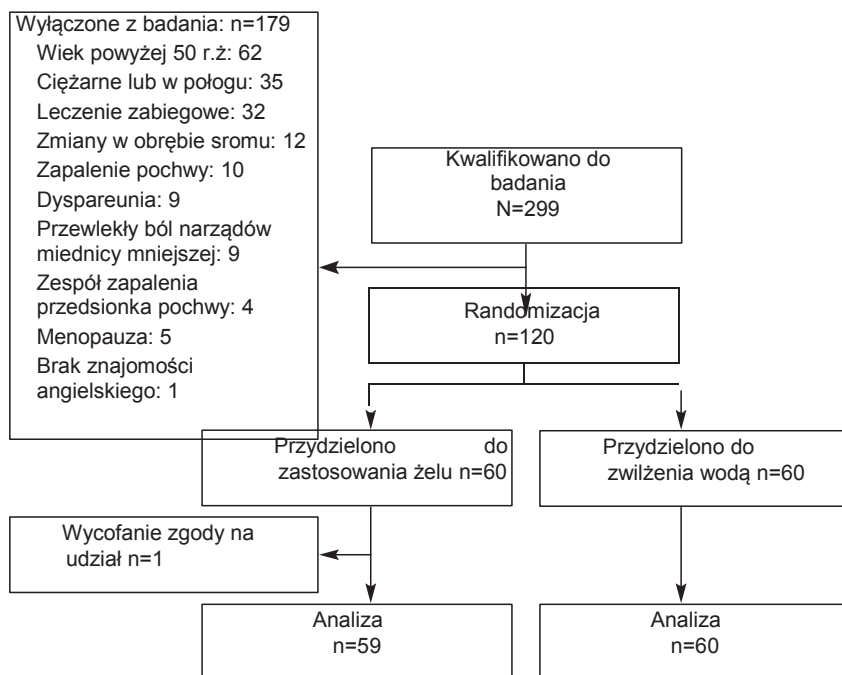 Wyłączone z badania: n=179
Wiek powyżej 50 r.ż: 62
Ciężarne lub w połogu: 35
Leczenie zabiegowe: 32
Zmiany w obrębie sromu: 12
Zapalenie pochwy: 10
Dyspareunia: 9
Przewlekły ból narządów
miednicy mniejszej: 9
Zespół zapalenia
przedsionka pochwy: 4
Menopauza: 5
Brak znajomości
angielskiego: 1
Kwalifikowano do
badania
N=299
Randomizacja
n=120
Przydzielono do
zastosowania żelu n=60
Przydzielono do
zwilżenia wodą n=60
Wycofanie zgody na
udział n=1
Analiza
n=59
Analiza
n=60